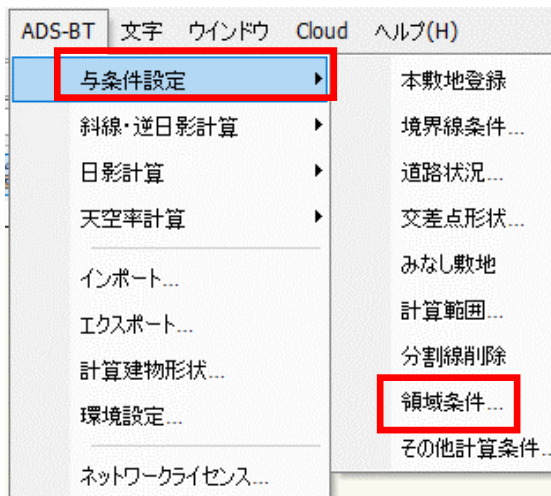 ADS-BT 文字 ウインドウ Cloud ヘルプ(H)
与条件設定
斜線・逆日影計算
日影計算
天空率計算
インポート...
エクスポート...
計算建物形状...
環境設定...
ネットワークライセンス...
本敷地登録
境界線条件...
道路状況...
交差点形状...
みなし敷地
計算範囲...
分割線削除
領域条件...
その他計算条件...